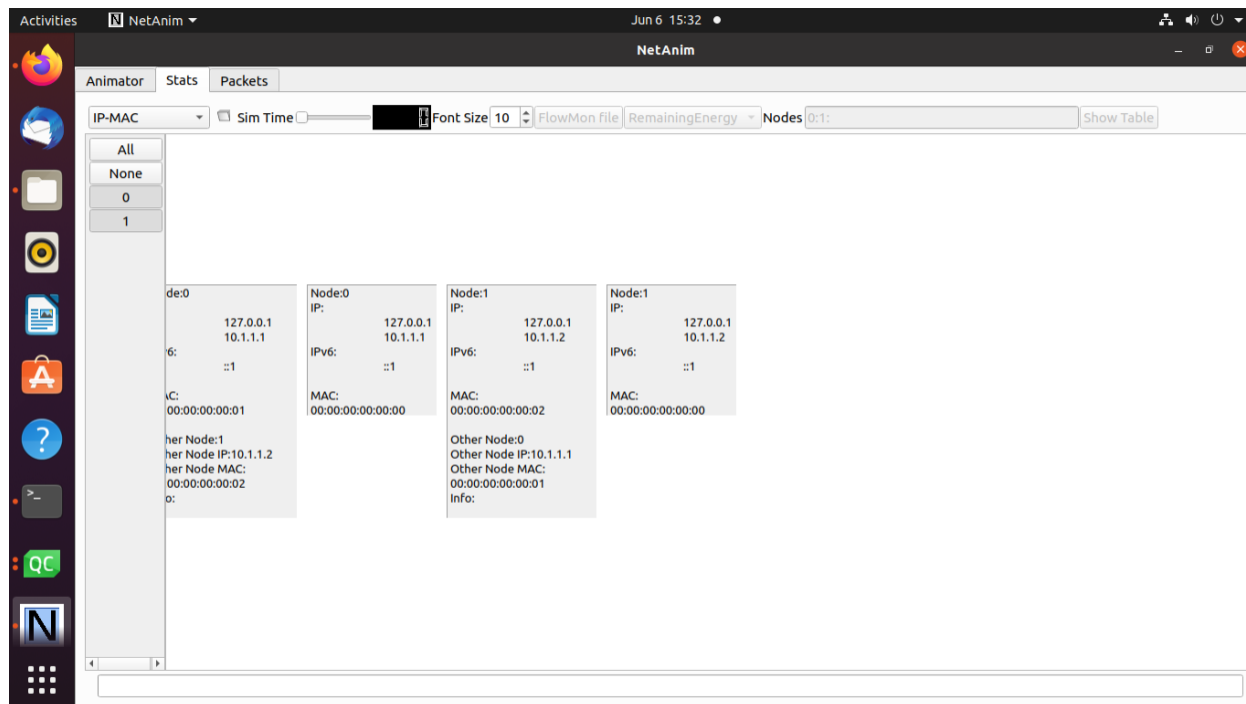 Activities NetAnim Jun 6 15:32
NetAnim
Animator Stats Packets
IP-MAC Sim Time Font Size 10 FlowMon file RemainingEnergy Nodes 0:1: Show Table
All
None
0
1
de:0
127.0.0.1
10.1.1.1
v6:
::1
AC:
00:00:00:00:01
her Node:1
her Node IP:10.1.1.2
her Node MAC:
00:00:00:00:02
o:
Node:0
IP:
127.0.0.1
10.1.1.1
IPv6:
::1
MAC:
00:00:00:00:00:00
Node:1
IP:
127.0.0.1
10.1.1.2
IPv6:
::1
MAC:
00:00:00:00:00:02
Other Node:0
Other Node IP:10.1.1.1
Other Node MAC:
00:00:00:00:00:01
Info:
Node:1
IP:
127.0.0.1
10.1.1.2
IPv6:
::1
MAC:
00:00:00:00:00:00
QC
N